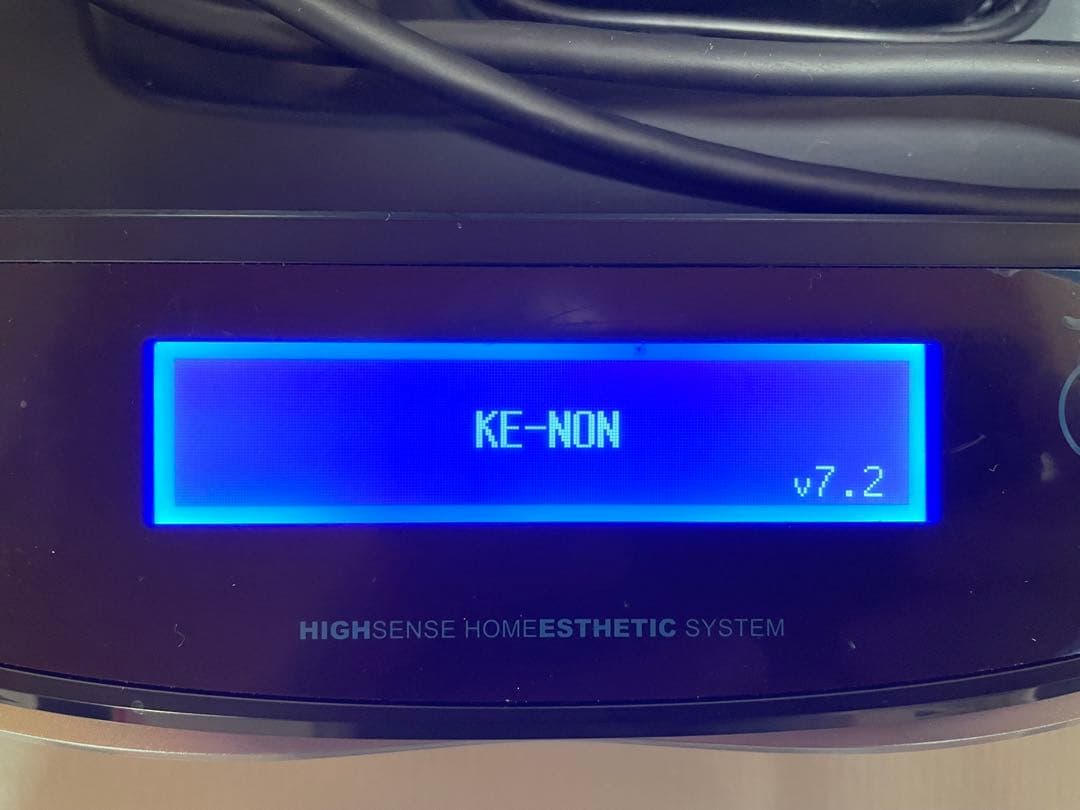 KE-NON
v7.2
HIGHSENSE HOMEESTHETIC SYSTEM